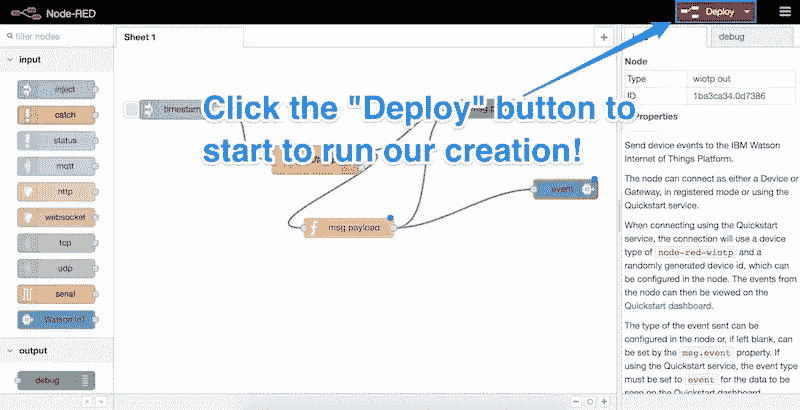 Node-RED
Deploy
filter nodes
Sheet 1
debug
input
inject
catch
status
mqtt
http
websocket
tcp
udp
serial
Watson IoT
output
debug
timestamp
Click the "Deploy" button to
start to run our creation!
msg.payload
event
Node
Type wiotp out
ID 1ba3ca34.0d7386
Properties
Send device events to the IBM Watson
Internet of Things Platform.
The node can connect as either a Device or
Gateway, in registered mode or using the
Quickstart service.
When connecting using the Quickstart
service, the connection will use a device
type of node-red-wiotp and a
randomly generated device id, which can
be configured in the node. The events from
the node can then be viewed on the
Quickstart dashboard.
The type of the event sent can be
configured in the node or, if left blank, can
be set by the msg.event property. If
using the Quickstart service, the event type
must be set to event for the data to be
seen on the Quickstart dashboard.